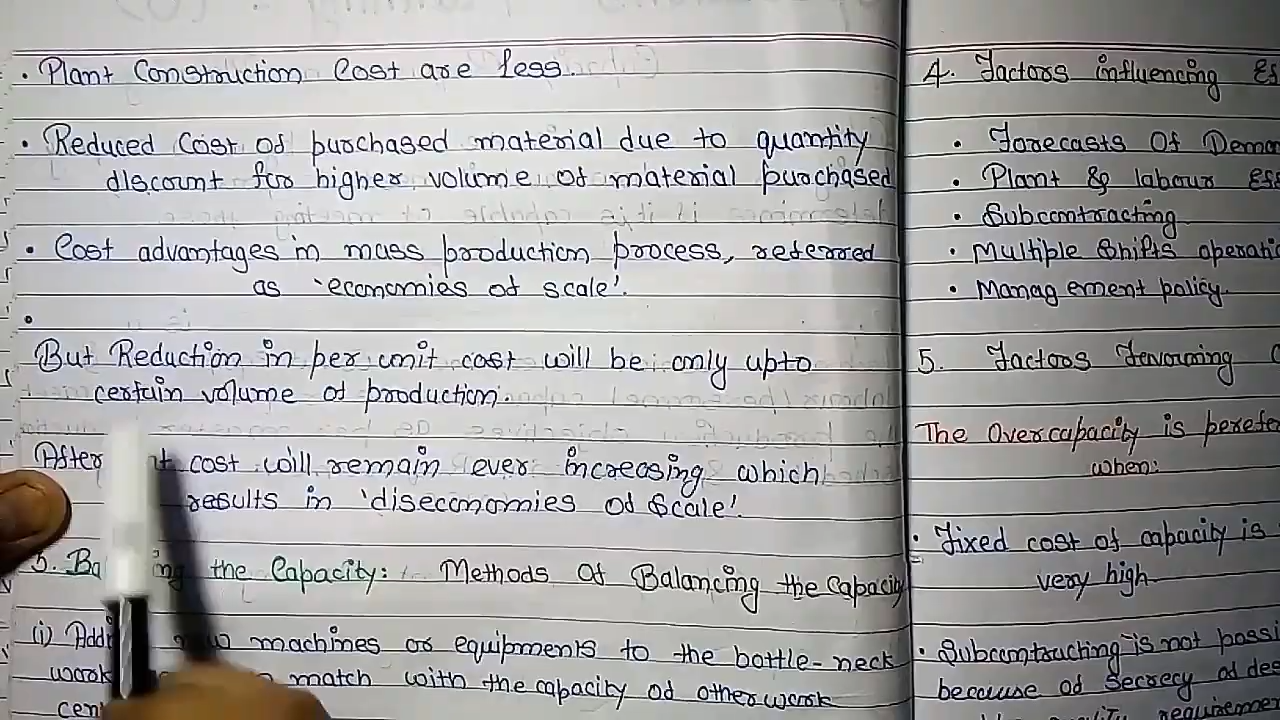 • Plant Construction Cost are less.
• Reduced Cost of purchased material due to quantity
discount for higher volume of material purchased
• Cost advantages in mass production process, referred
as 'economies of scale'.
•
But Reduction in per unit cost will be only upto
certain volume of production.
After cost will remain ever increasing which
results in 'diseconomies of Scale'.
the Capacity: Methods Of Balancing the Capacity
(i) machines or equipments to the bottle-neck
work match with the capacity of other work
4. Factors influencing
• Forecasts Of
• Plant & labour
• Subcontracting
• Multiple Shifts
• Management policy.
5. Factors
The Overcapacity is
when:
• Fixed cost of capacity is
very high
• Subcontracting is not
because of Secrecy of